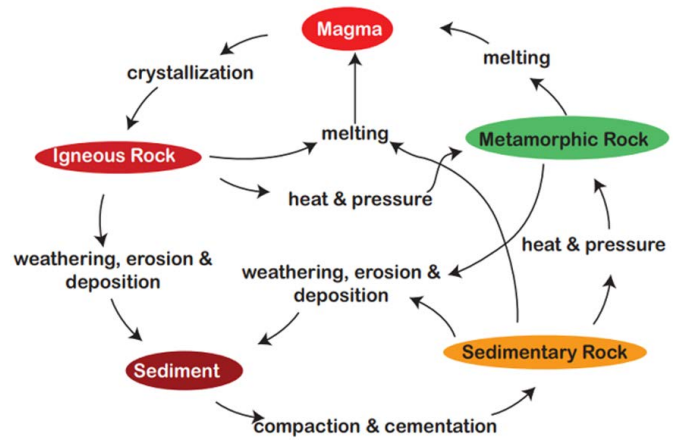 Magma
melting
crystallization
melting
Metamorphic Rock
Igneous Rock
heat & pressure
heat & pressure
weathering, erosion &
deposition
weathering, erosion &
deposition
Sedimentary Rock
Sediment
compaction & cementation